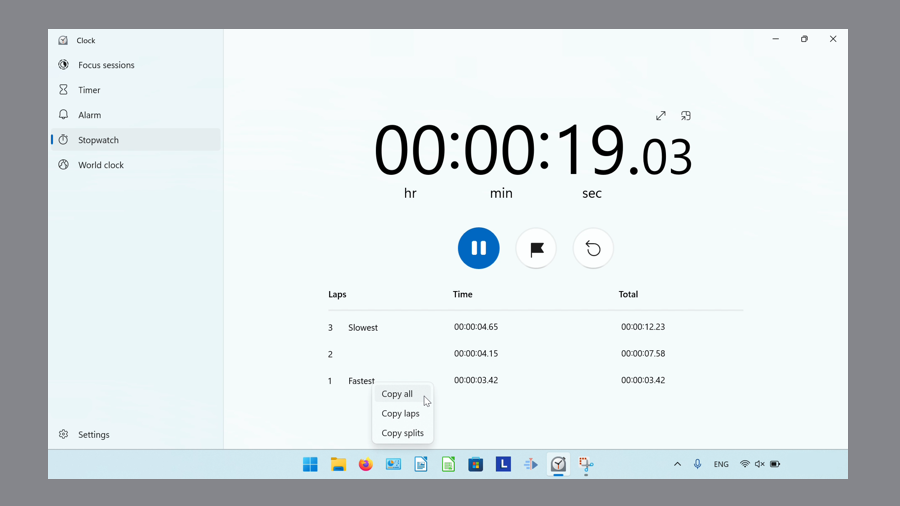 Clock
Focus sessions
Timer
Alarm
Stopwatch
World clock
00:00:19.03
hr min sec
Laps Time Total
3 Slowest 00:00:04.65 00:00:12.23
2 00:00:04.15 00:00:07.58
1 Fastest 00:00:03.42 00:00:03.42
Copy all
Copy laps
Copy splits
Settings
L
ENG